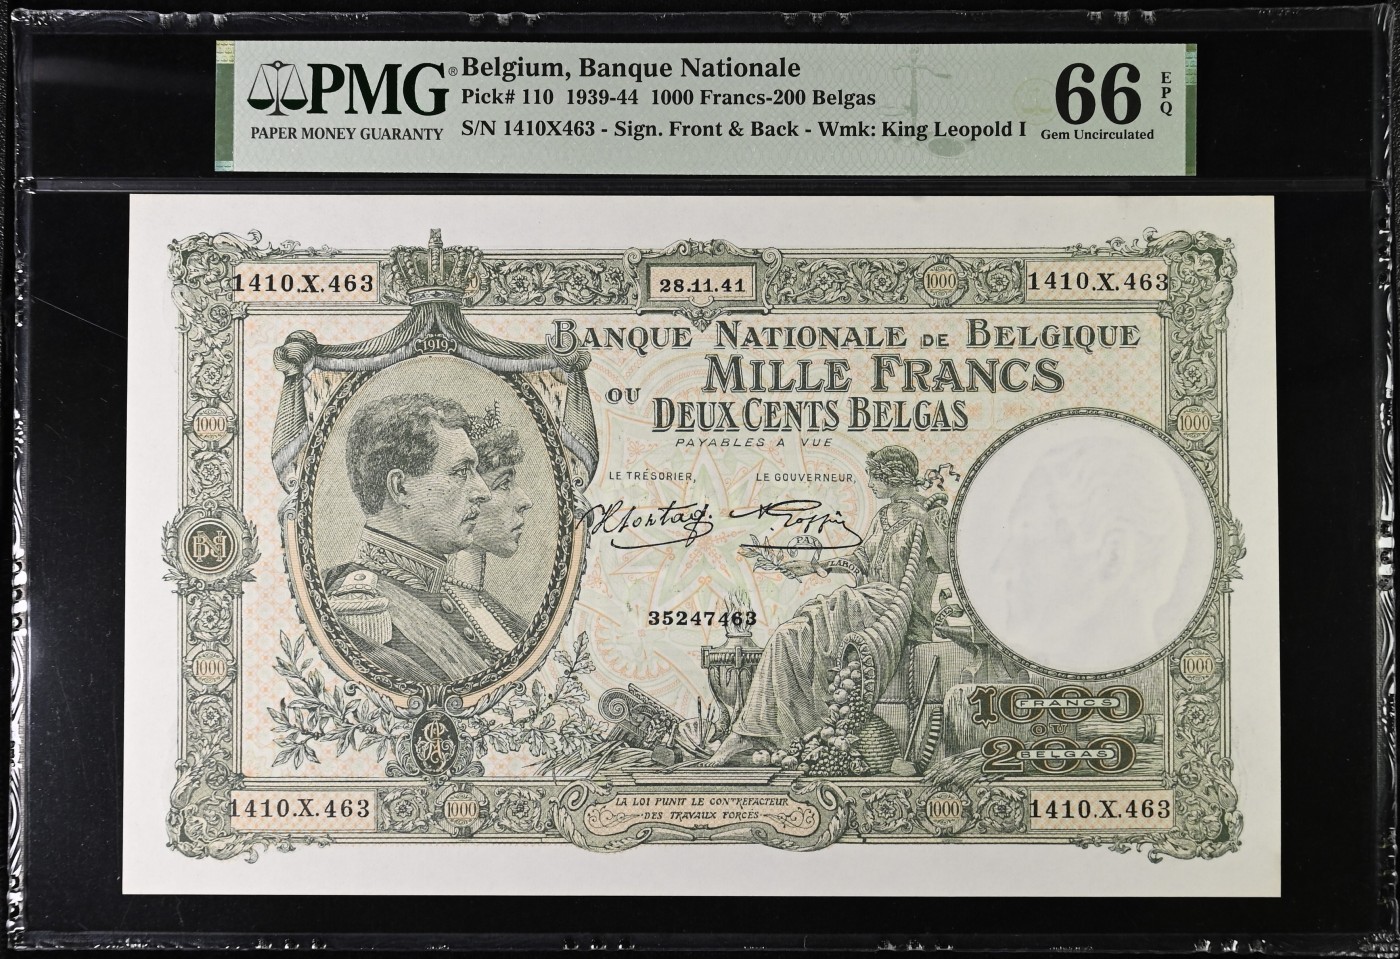 PMG®
PAPER MONEY GUARANTY
Belgium, Banque Nationale
Pick# 110 1939-44 1000 Francs-200 Belgas
S/N 1410X463 - Sign. Front & Back - Wmk: King Leopold I
66
EPQ
Gem Uncirculated
1410.X.463
28.11.41
1000
1410.X.463
1919
BANQUE NATIONALE DE BELGIQUE
MILLE FRANCS
OU
DEUX CENTS BELGAS
PAYABLES A VUE
1000
1000
LE TRÉSORIER,
LE GOUVERNEUR,
PAX
LABOR
35247463
1000
1000
1000
FRANCS
OU
200
BELGAS
1410.X.463
1000
LA LOI PUNIT LE CONTREFACTEUR
DES TRAVAUX FORCÉS
1000
1410.X.463